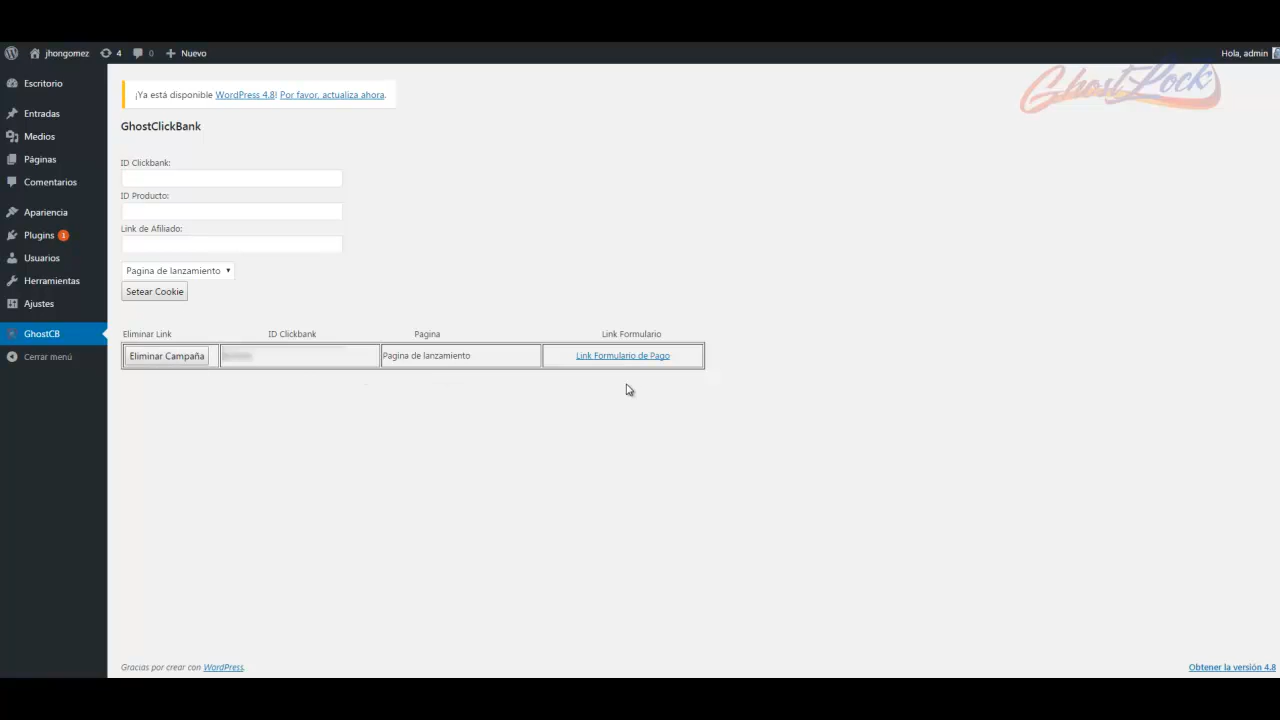 jhongomez 4 0 Nuevo Hola, admin
GhostLock
Escritorio
Entradas
Medios
Páginas
Comentarios
Apariencia
Plugins 1
Usuarios
Herramientas
Ajustes
GhostCB
Cerrar menú
¡Ya está disponible WordPress 4.8! Por favor, actualiza ahora.
GhostClickBank
ID Clickbank:
ID Producto:
Link de Afiliado:
Pagina de lanzamiento
Setear Cookie
Eliminar Link ID Clickbank Pagina Link Formulario
Eliminar Campaña Pagina de lanzamiento Link Formulario de Pago
Gracias por crear con WordPress.
Obtener la versión 4.8